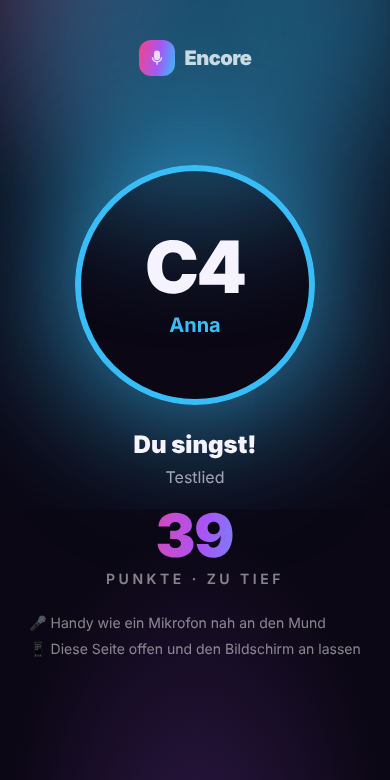 Encore
C4
Anna
Du singst!
Testlied
39
PUNKTE · ZU TIEF
🎤 Handy wie ein Mikrofon nah an den Mund
📱 Diese Seite offen und den Bildschirm an lassen